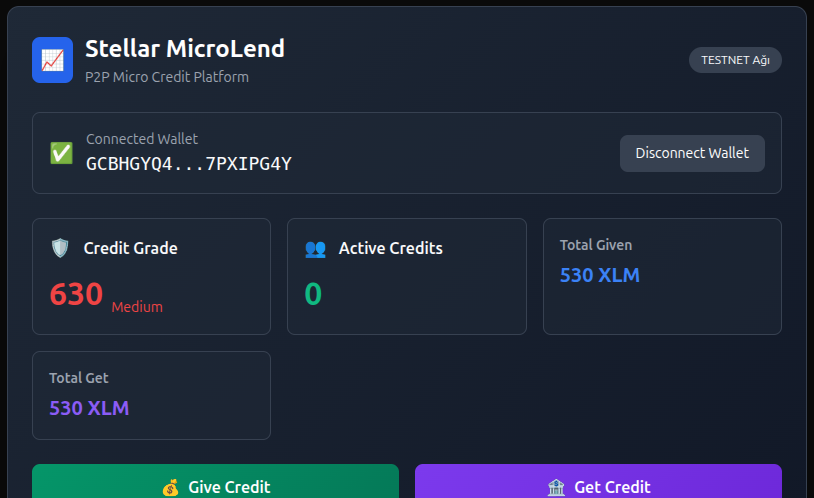 Stellar MicroLend
P2P Micro Credit Platform
TESTNET Ağı
Connected Wallet
GCBHGYQ4...7PXIPG4Y
Disconnect Wallet
Credit Grade
630 Medium
Active Credits
0
Total Given
530 XLM
Total Get
530 XLM
Give Credit
Get Credit